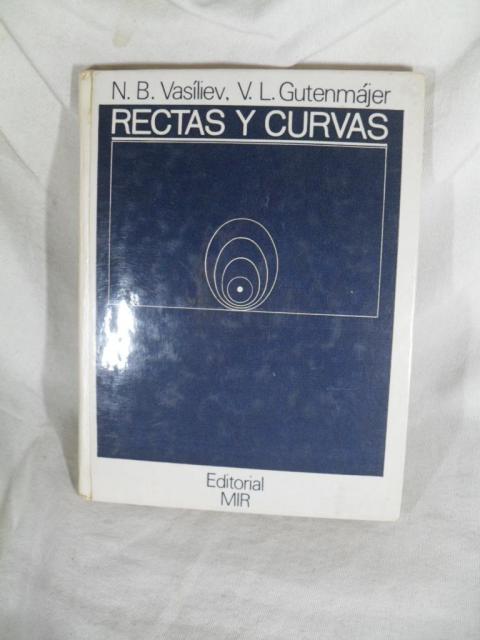 N. B. Vasíliev, V. L. Gutenmájer
RECTAS Y CURVAS
Editorial
MIR